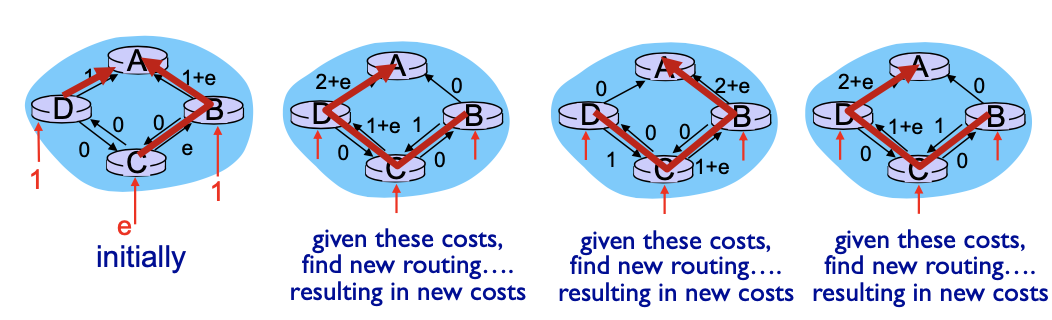 A
1
1+e
D
B
0
0
0
e
C
1
1
e
initially
A
2+e
0
D
B
1+e
1
0
0
C
given these costs,
find new routing….
resulting in new costs
A
0
2+e
D
B
0
0
1
1+e
C
given these costs,
find new routing….
resulting in new costs
A
2+e
0
D
B
1+e
1
0
0
C
given these costs,
find new routing….
resulting in new costs